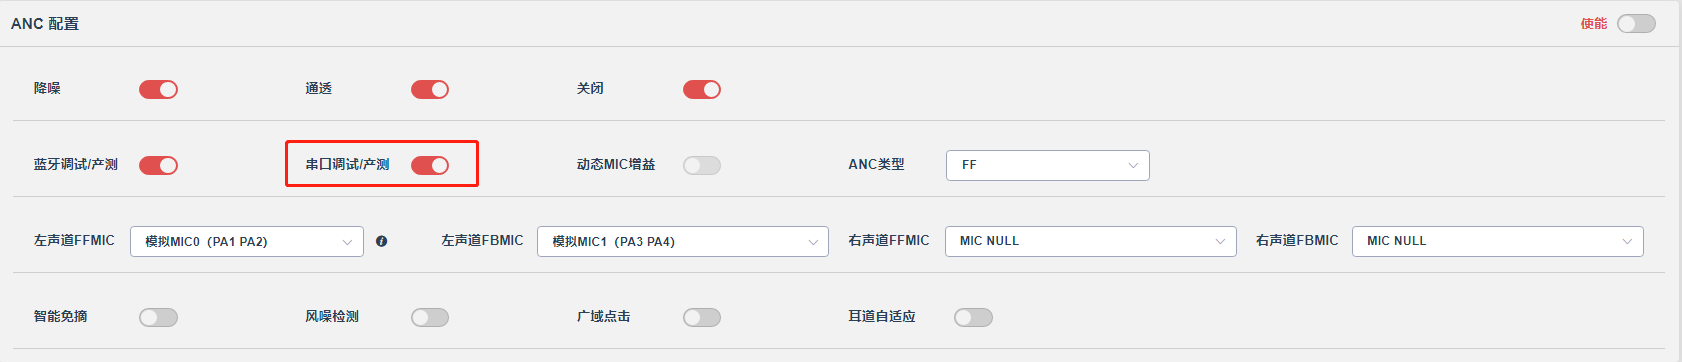 ANC 配置 使能
降噪 通透 关闭
蓝牙调试/产测 串口调试/产测 动态MIC增益 ANC类型 FF
左声道FFMIC 模拟MIC0（PA1 PA2） 左声道FBMIC 模拟MIC1（PA3 PA4） 右声道FFMIC MIC NULL 右声道FBMIC MIC NULL
智能免摘 风噪检测 广域点击 耳道自适应